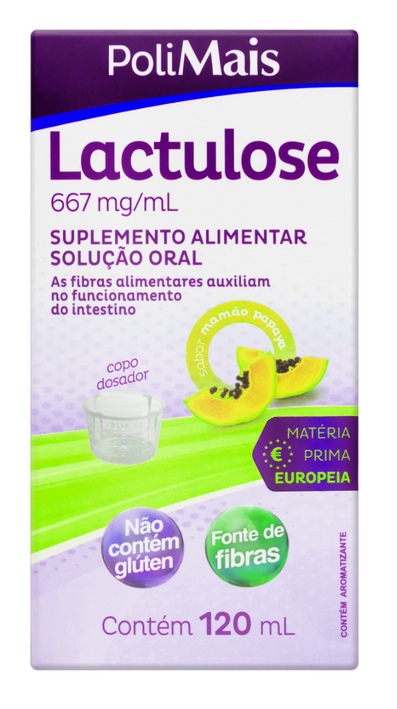 PoliMais
Lactulose
667 mg/mL
SUPLEMENTO ALIMENTAR
SOLUÇÃO ORAL
As fibras alimentares auxiliam
no funcionamento
do intestino
sabor mamão papaya
copo
dosador
MATÉRIA
€ PRIMA
EUROPEIA
Não
contém
glúten
Fonte de
fibras
CONTÉM AROMATIZANTE
Contém 120 mL